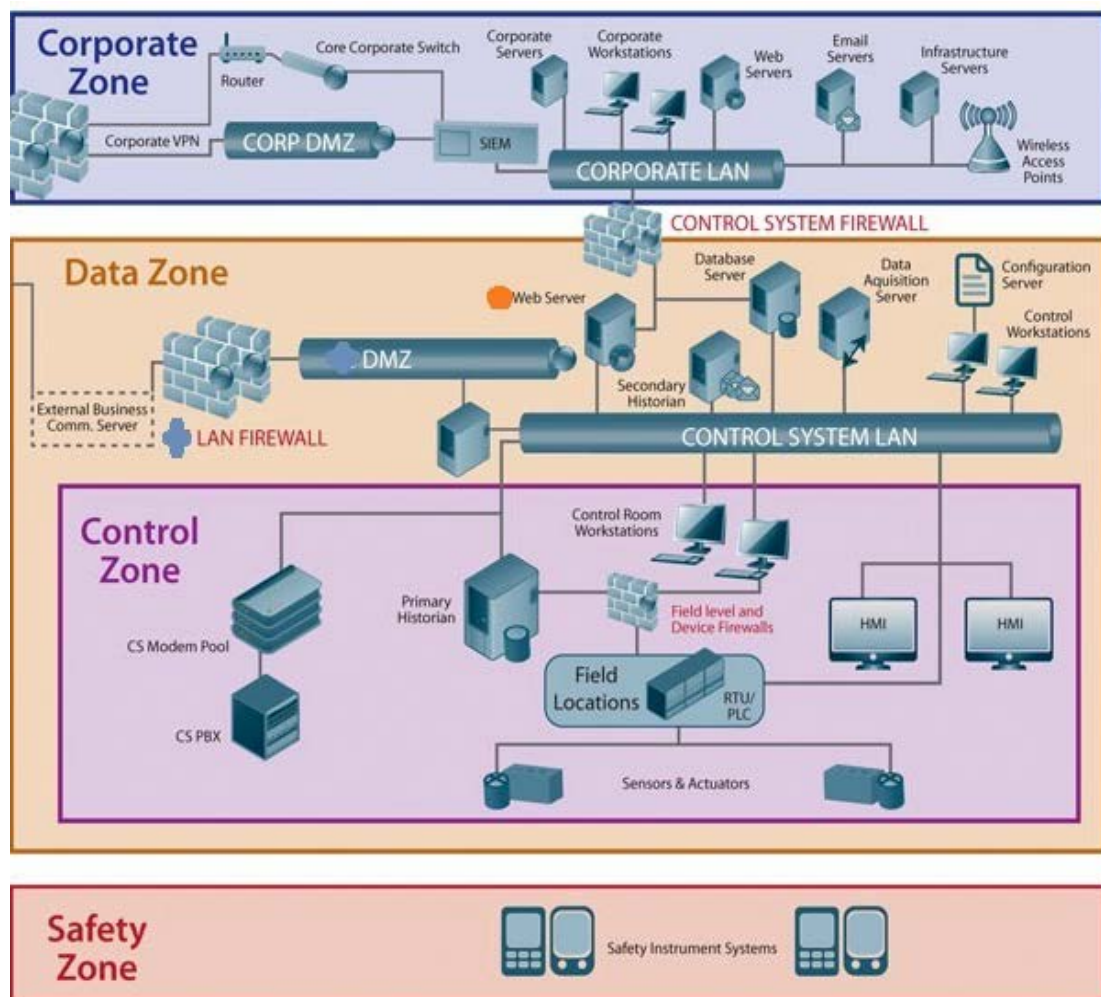 Corporate
Zone
Router
Core Corporate Switch
Corporate VPN
CORP DMZ
SIEM
Corporate
Servers
Corporate
Workstations
Web
Servers
Email
Servers
Infrastructure
Servers
Wireless
Access
Points
CORPORATE LAN
CONTROL SYSTEM FIREWALL
Data Zone
Web Server
Database
Server
Data
Aquisition
Server
Configuration
Server
Control
Workstations
DMZ
Secondary
Historian
External Business
Comm. Server
LAN FIREWALL
CONTROL SYSTEM LAN
Control
Zone
Control Room
Workstations
Primary
Historian
Field level and
Device Firewalls
HMI
HMI
CS Modem Pool
Field
Locations
RTU/
PLC
CS PBX
Sensors & Actuators
Safety
Zone
Safety Instrument Systems